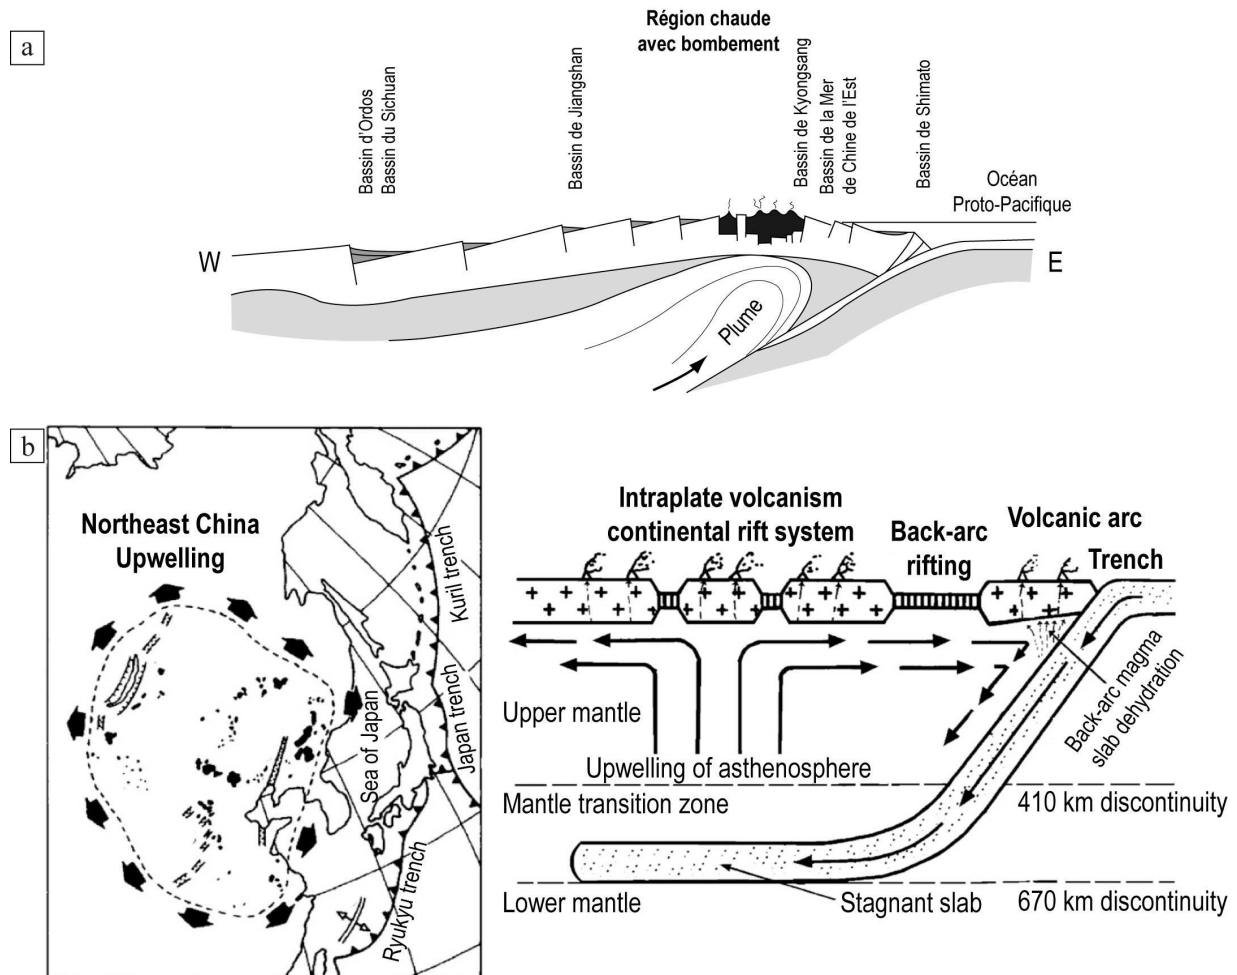 a
Région chaude
avec bombement
Bassin d'Ordos
Bassin du Sichuan
Bassin de Jiangshan
Bassin de Kyongsang
Bassin de la Mer
de Chine de l'Est
Bassin de Shimato
Océan
Proto-Pacifique
W
E
Plume
b
Northeast China
Upwelling
Kuril trench
Japan trench
Sea of Japan
Ryukyu trench
Intraplate volcanism
continental rift system
Back-arc
rifting
Volcanic arc
Trench
Back-arc magma
slab dehydration
Upper mantle
Upwelling of asthenosphere
Mantle transition zone
410 km discontinuity
Lower mantle
Stagnant slab
670 km discontinuity